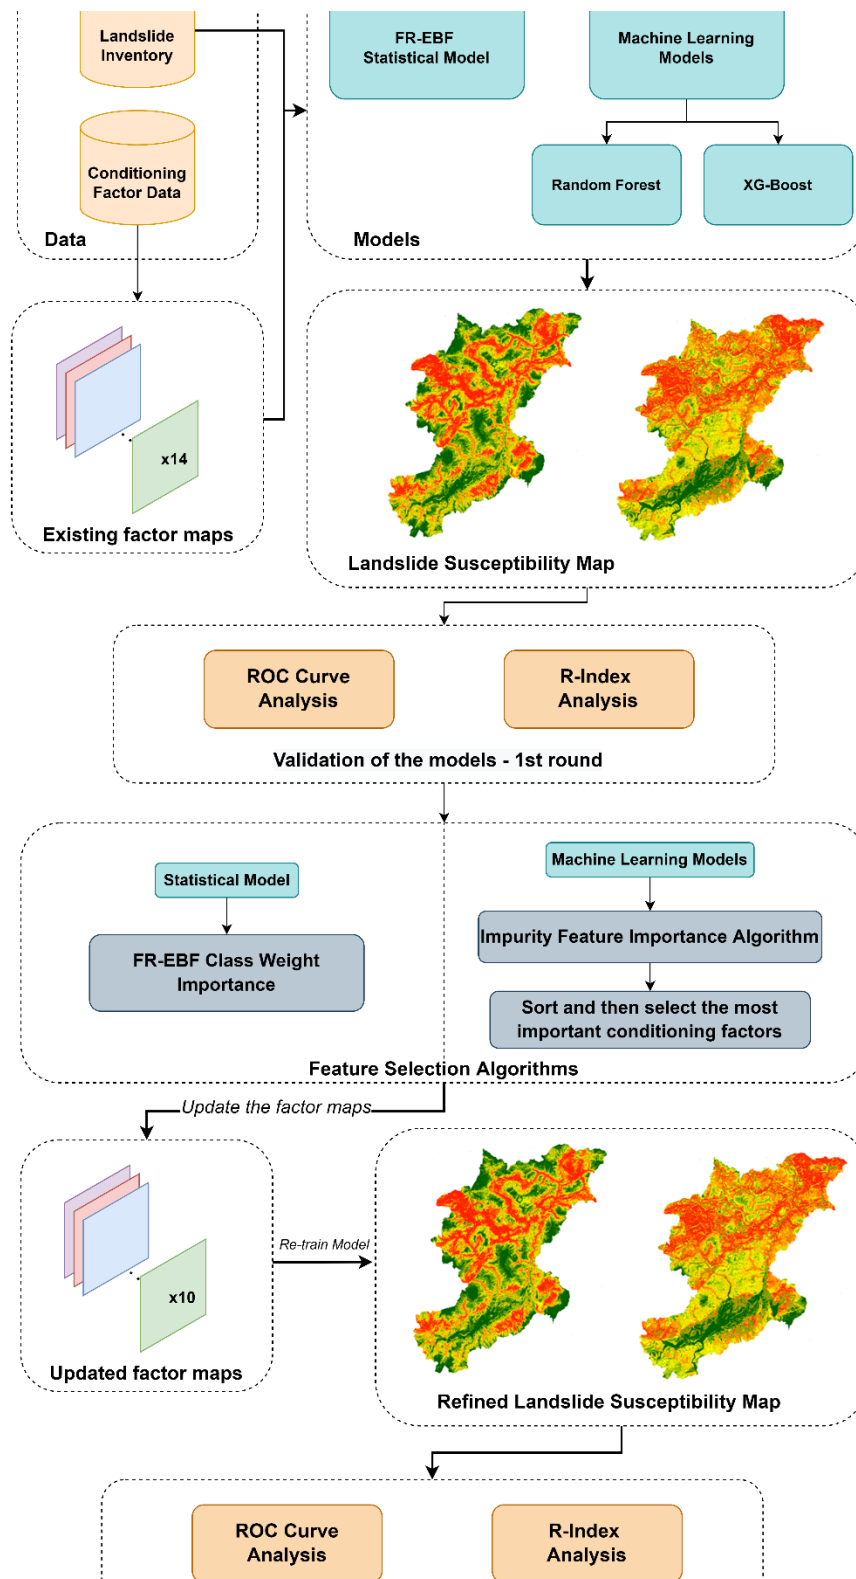 Landslide
Inventory
Conditioning
Factor Data
Data
FR-EBF
Statistical Model
Machine Learning
Models
Random Forest
XG-Boost
Models
x14
Existing factor maps
Landslide Susceptibility Map
ROC Curve
Analysis
R-Index
Analysis
Validation of the models - 1st round
Statistical Model
FR-EBF Class Weight
Importance
Machine Learning Models
Impurity Feature Importance Algorithm
Sort and then select the most
important conditioning factors
Feature Selection Algorithms
Update the factor maps
x10
Updated factor maps
Re-train Model
Refined Landslide Susceptibility Map
ROC Curve
Analysis
R-Index
Analysis